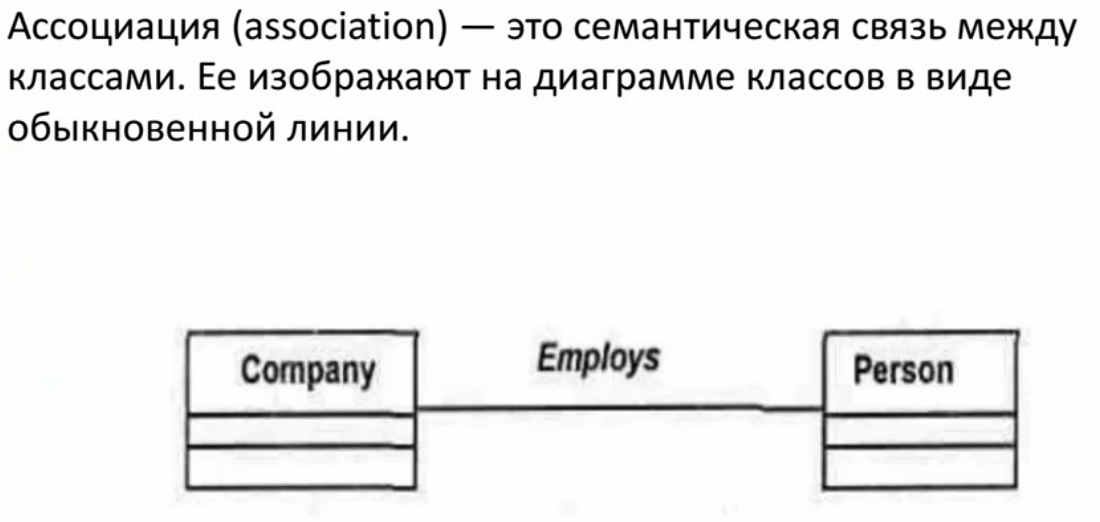 Ассоциация (association) — это семантическая связь между
классами. Ее изображают на диаграмме классов в виде
обыкновенной линии.
Company
Employs
Person